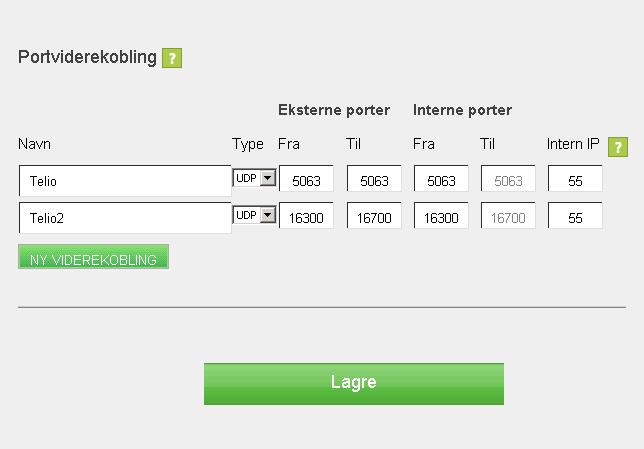 Portviderekobling ?
Eksterne porter Interne porter
Navn Type Fra Til Fra Til Intern IP ?
Telio UDP 5063 5063 5063 5063 55
Telio2 UDP 16300 16700 16300 16700 55
NY VIDEREKOBLING
Lagre